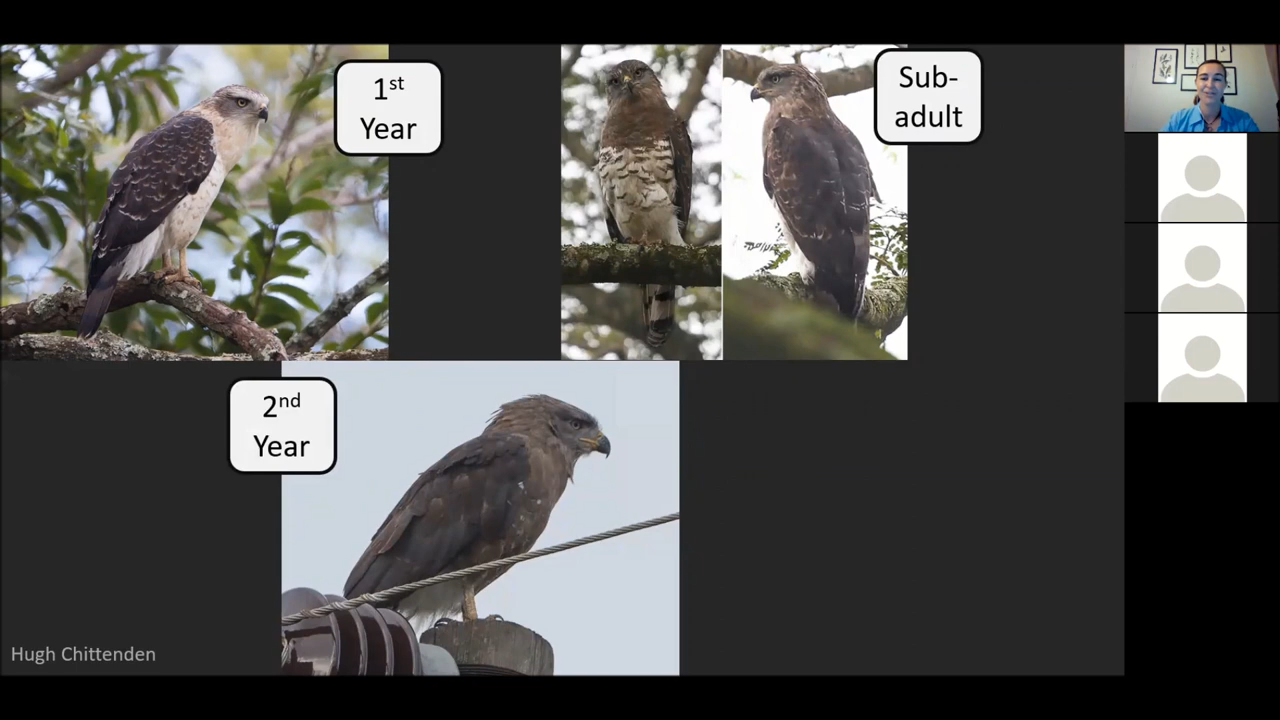 1st
Year
Sub-
adult
2nd
Year
Hugh Chittenden